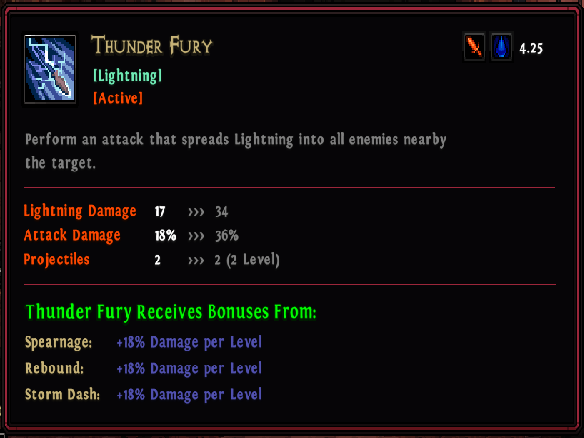 Thunder Fury
4.25
[Lightning]
[Active]
Perform an attack that spreads Lightning into all enemies nearby
the target.
Lightning Damage 17 >>> 34
Attack Damage 18% >>> 36%
Projectiles 2 >>> 2 (2 Level)
Thunder Fury Receives Bonuses From:
Spearnage: +18% Damage per Level
Rebound: +18% Damage per Level
Storm Dash: +18% Damage per Level